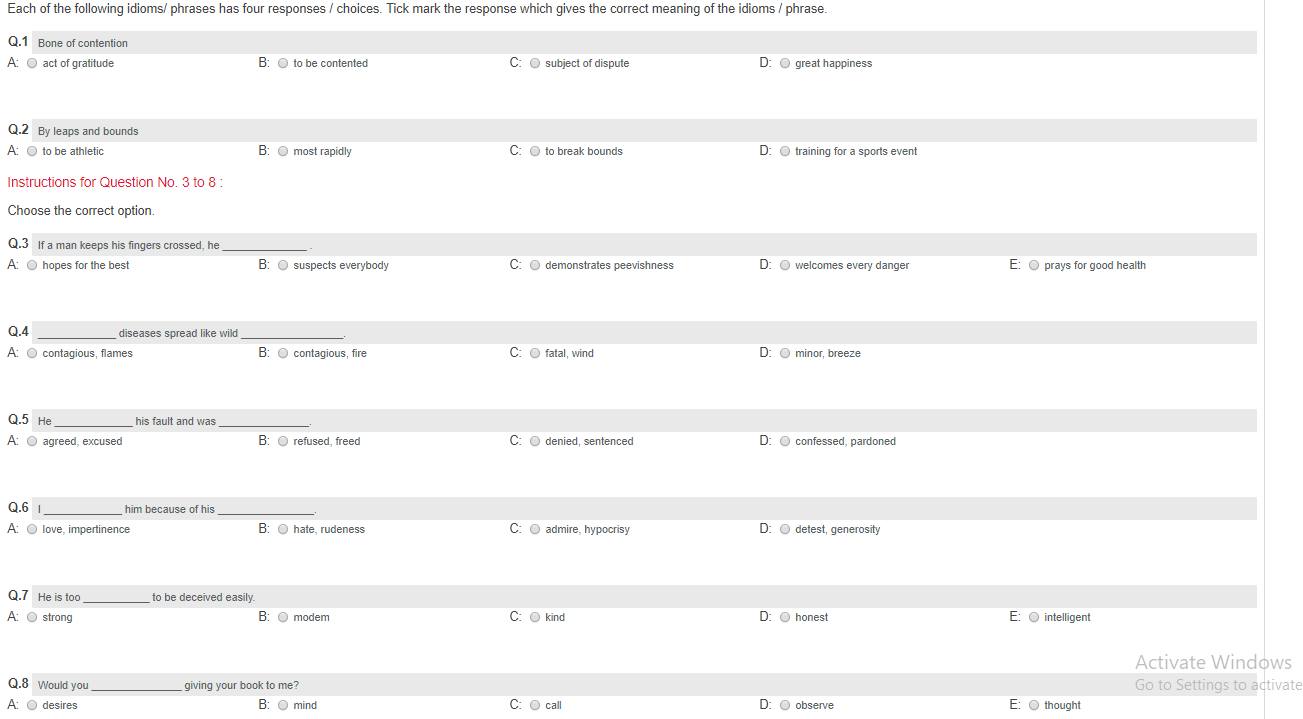 Each of the following idioms/ phrases has four responses / choices. Tick mark the response which gives the correct meaning of the idioms / phrase.
Q.1 Bone of contention
A: act of gratitude B: to be contented C: subject of dispute D: great happiness
Q.2 By leaps and bounds
A: to be athletic B: most rapidly C: to break bounds D: training for a sports event
Instructions for Question No. 3 to 8 :
Choose the correct option.
Q.3 If a man keeps his fingers crossed, he ______________ .
A: hopes for the best B: suspects everybody C: demonstrates peevishness D: welcomes every danger E: prays for good health
Q.4 _____________ diseases spread like wild _________________.
A: contagious, flames B: contagious, fire C: fatal, wind D: minor, breeze
Q.5 He _____________ his fault and was _______________.
A: agreed, excused B: refused, freed C: denied, sentenced D: confessed, pardoned
Q.6 I _____________ him because of his ________________.
A: love, impertinence B: hate, rudeness C: admire, hypocrisy D: detest, generosity
Q.7 He is too ___________ to be deceived easily.
A: strong B: modem C: kind D: honest E: intelligent
Activate Windows
Q.8 Would you _______________ giving your book to me?
Go to Settings to activate
A: desires B: mind C: call D: observe E: thought